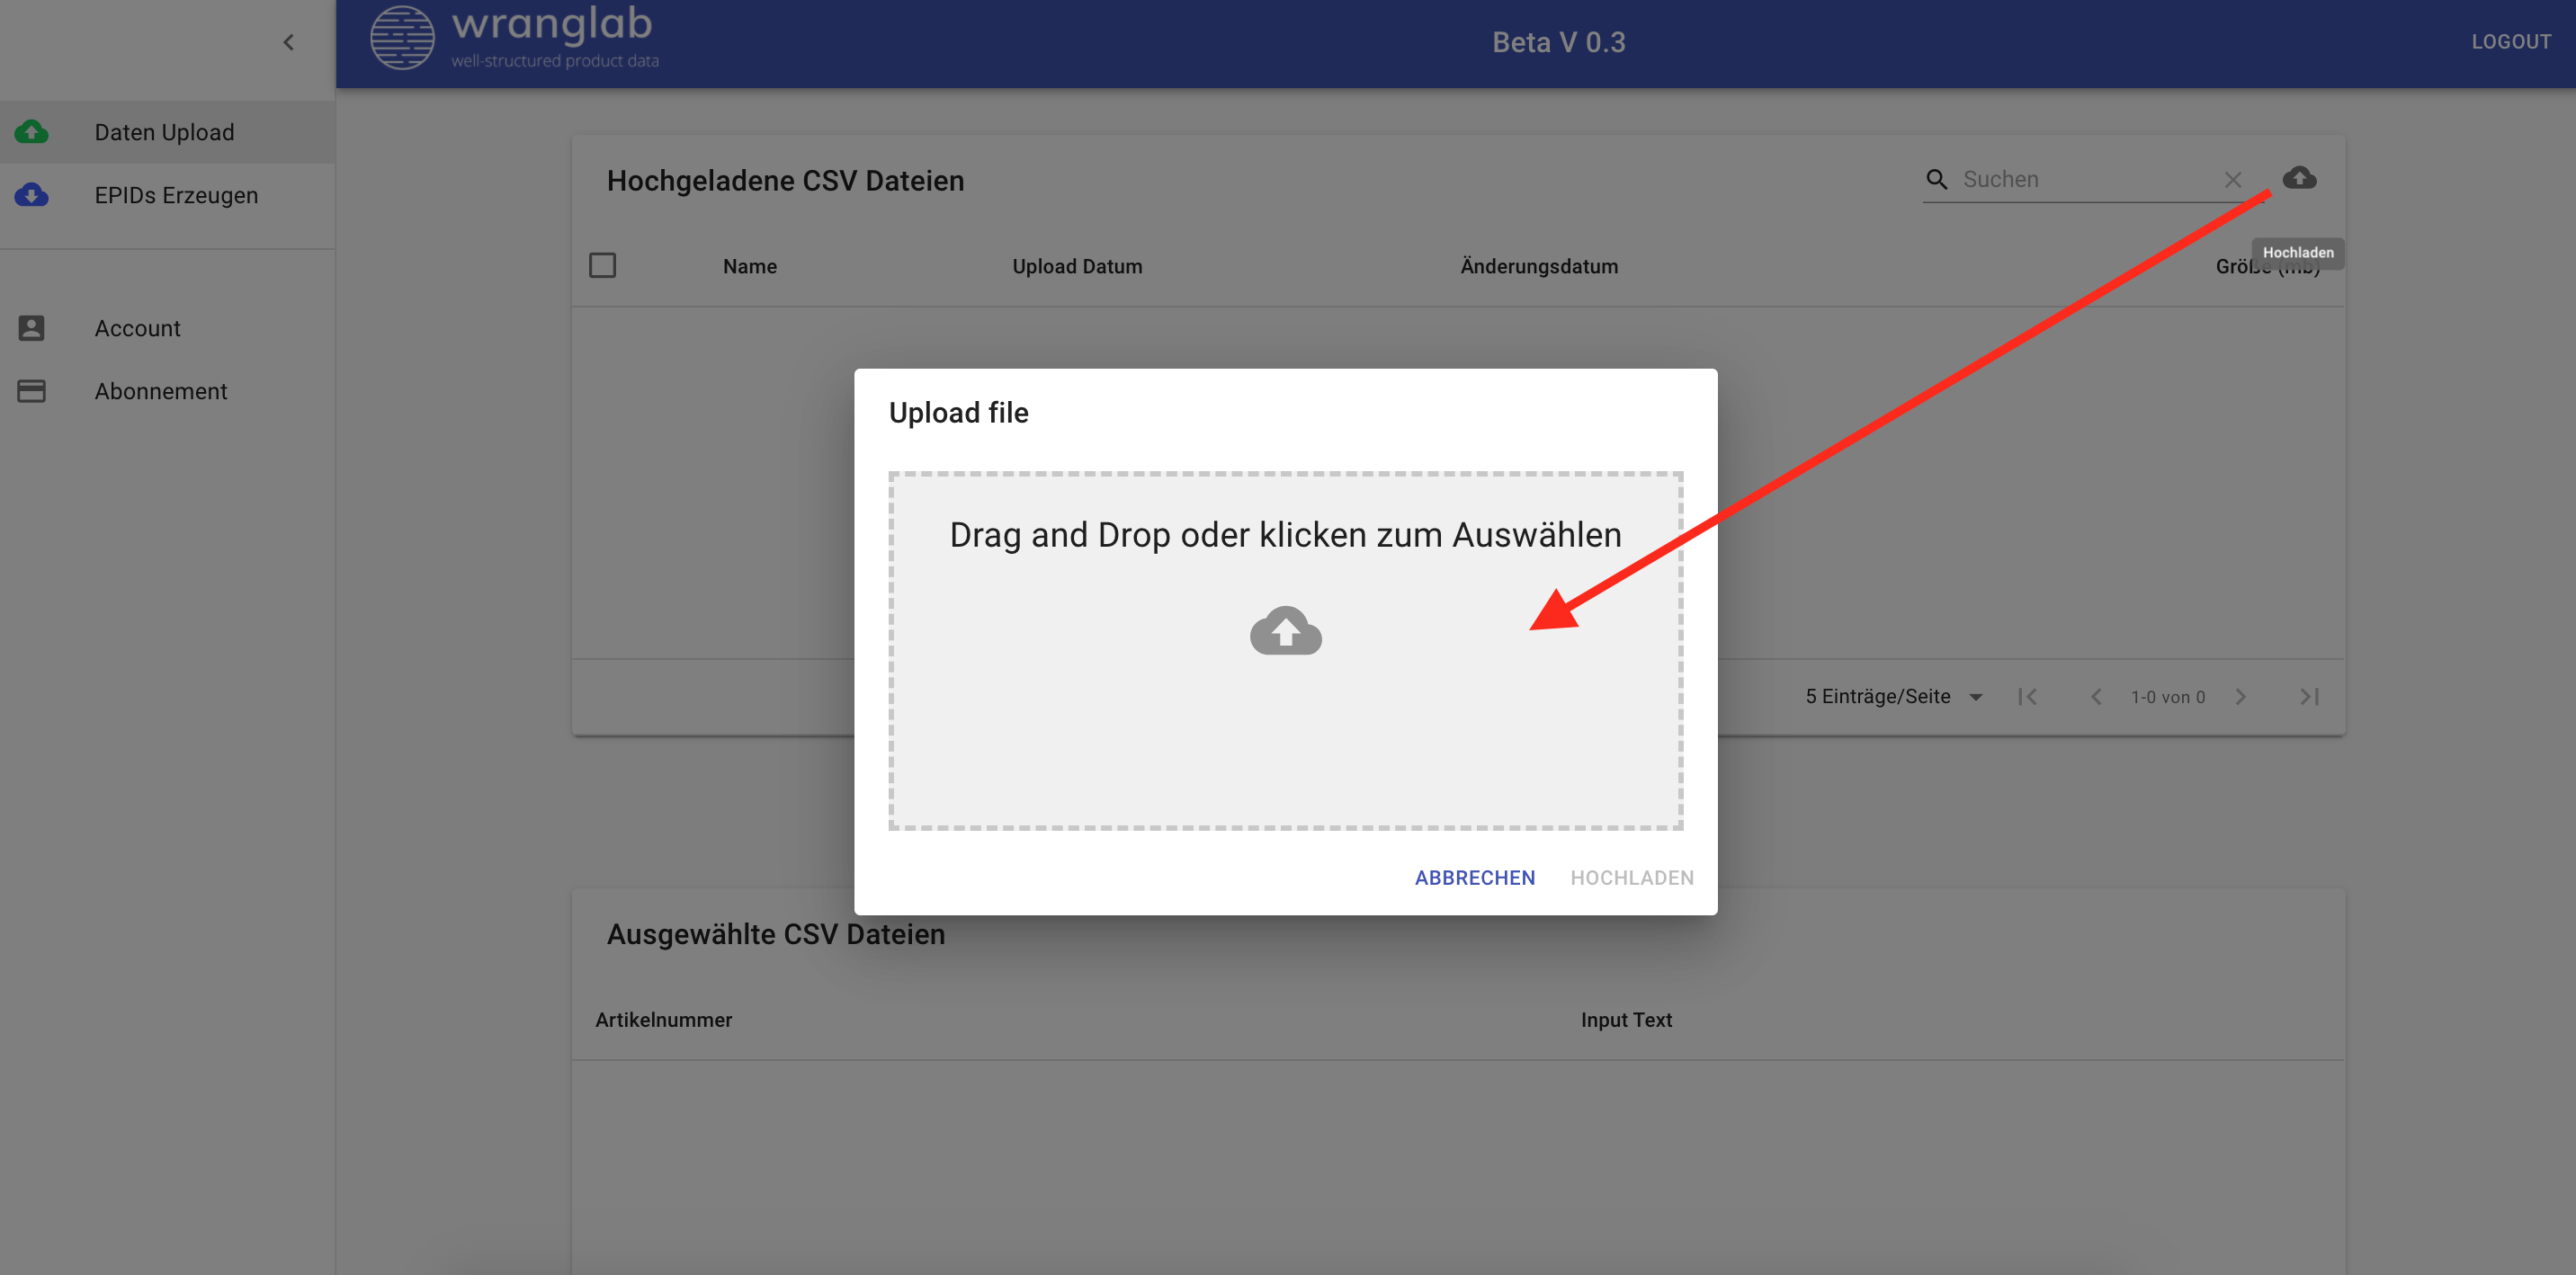 wranglab
well-structured product data
Beta V 0.3
LOGOUT
Daten Upload
EPIDs Erzeugen
Account
Abonnement
Hochgeladene CSV Dateien
Suchen
Hochladen
Name
Upload Datum
Änderungsdatum
Größe (mb)
Upload file
Drag and Drop oder klicken zum Auswählen
5 Einträge/Seite
1-0 von 0
ABBRECHEN
HOCHLADEN
Ausgewählte CSV Dateien
Artikelnummer
Input Text